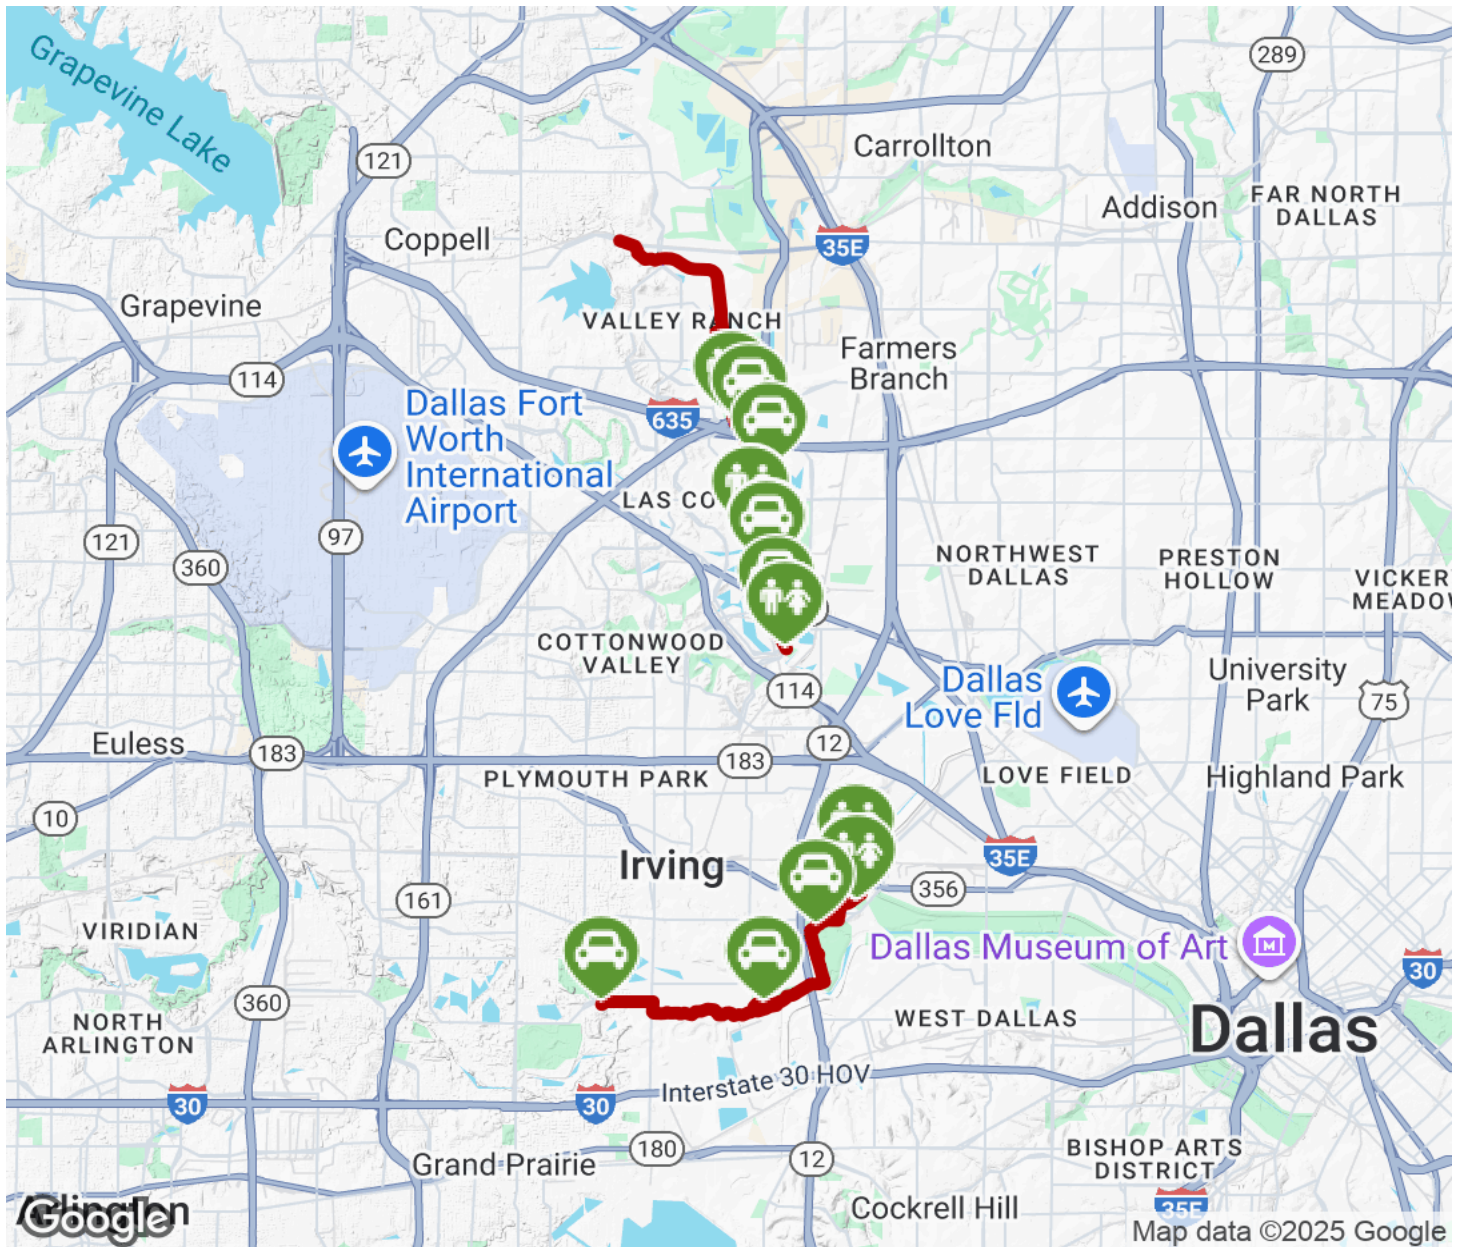 289
Grapevine
Lake
Carrollton
121
Addison
FAR NORTH
DALLAS
Coppell
35E
Grapevine
VALLEY RANCH
Farmers
Branch
114
Dallas Fort
Worth
International
Airport
635
LAS CO
121
97
360
NORTHWEST
DALLAS
PRESTON
HOLLOW
VICKER
MEADOW
COTTONWOOD
VALLEY
University
Park
114
Dallas
Love Fld
75
Euless
183
12
183
PLYMOUTH PARK
LOVE FIELD
Highland Park
10
Irving
35E
356
161
VIRIDIAN
Dallas Museum of Art
30
360
NORTH
ARLINGTON
WEST DALLAS
Dallas
Interstate 30 HOV
30
30
180
12
BISHOP ARTS
DISTRICT
Grand Prairie
Arlington
Google
Cockrell Hill
35E
Map data ©2025 Google